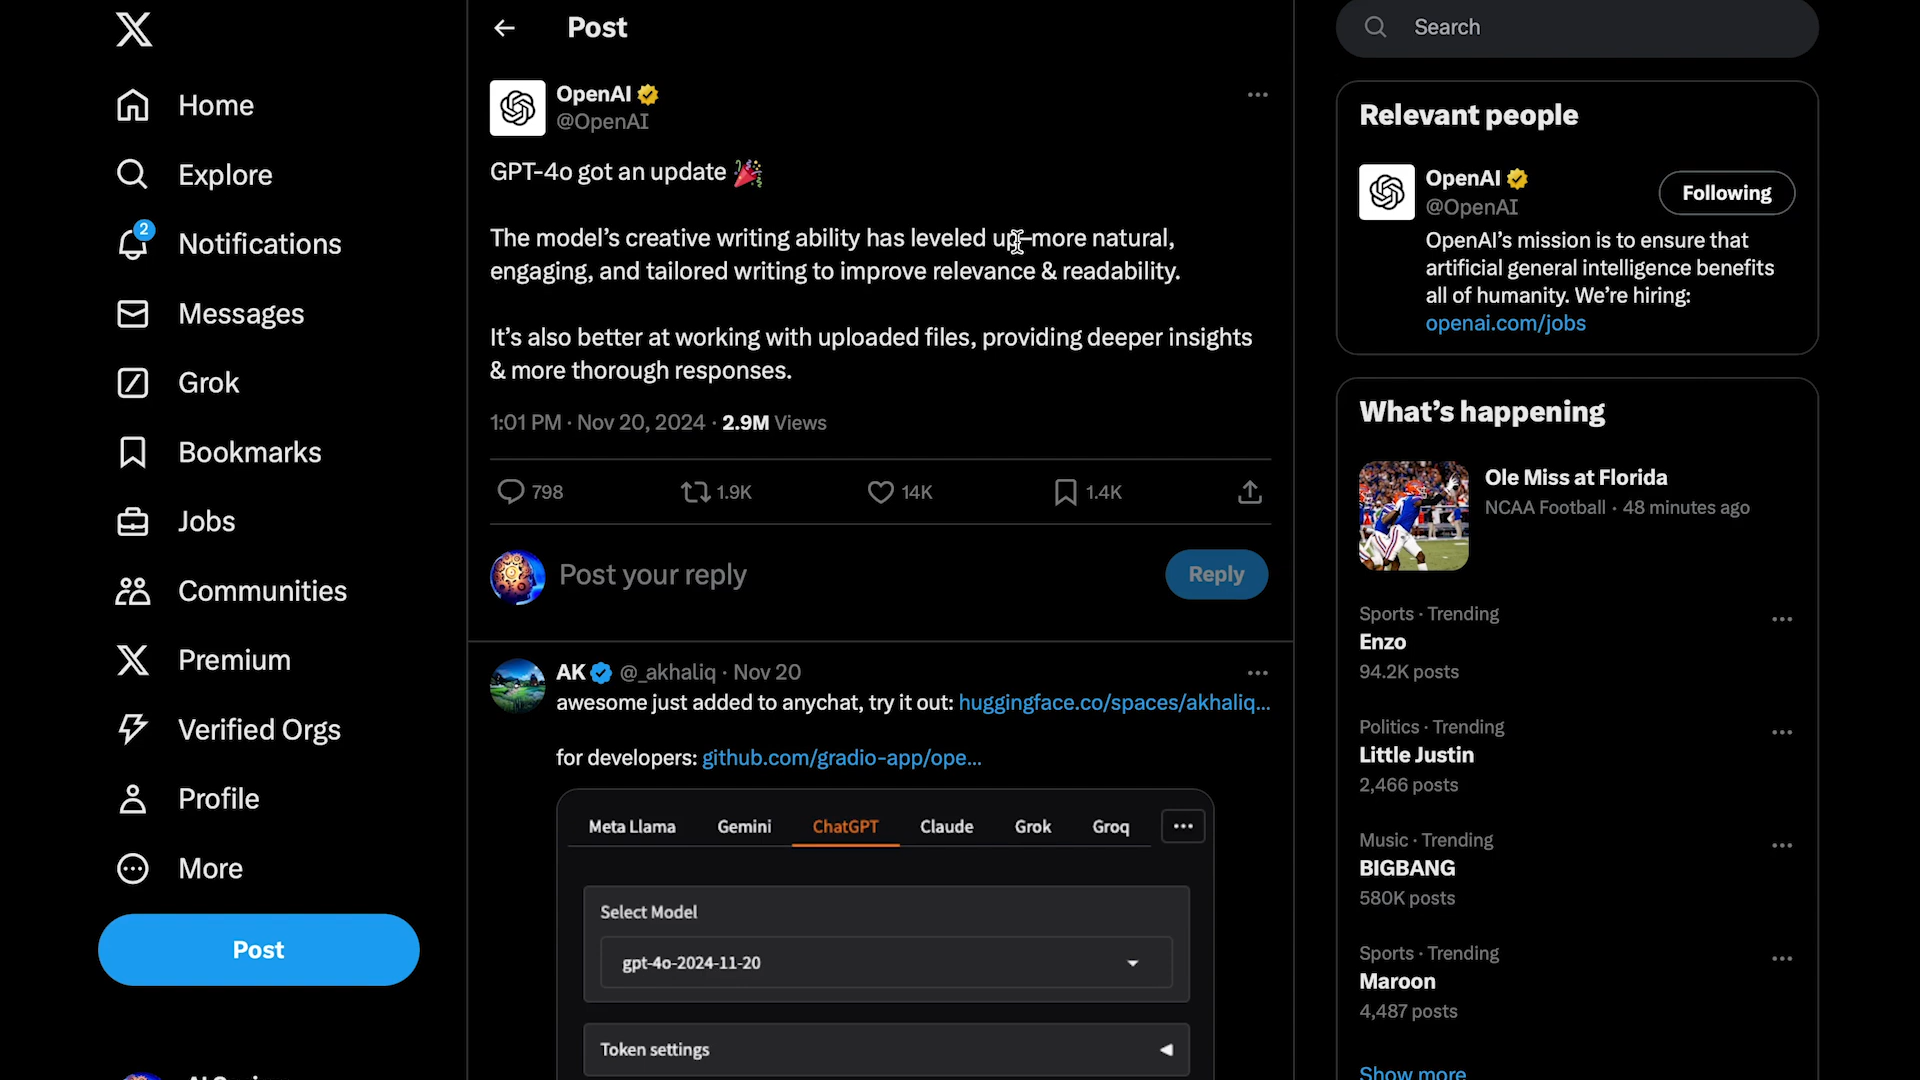 Home
Explore
2
Notifications
Messages
Grok
Bookmarks
Jobs
Communities
Premium
Verified Orgs
Profile
More
Post
Post
OpenAI
@OpenAI
GPT-4o got an update 🎉
The model’s creative writing ability has leveled up–more natural,
engaging, and tailored writing to improve relevance & readability.
It’s also better at working with uploaded files, providing deeper insights
& more thorough responses.
1:01 PM · Nov 20, 2024 · 2.9M Views
798 1.9K 14K 1.4K
Post your reply
Reply
AK @_akhaliq · Nov 20
awesome just added to anychat, try it out: huggingface.co/spaces/akhaliq...
for developers: github.com/gradio-app/ope...
Meta Llama Gemini ChatGPT Claude Grok Groq
Select Model
gpt-4o-2024-11-20
Token settings
Search
Relevant people
OpenAI
@OpenAI
Following
OpenAI’s mission is to ensure that
artificial general intelligence benefits
all of humanity. We’re hiring:
openai.com/jobs
What’s happening
Ole Miss at Florida
NCAA Football · 48 minutes ago
Sports · Trending
Enzo
94.2K posts
Politics · Trending
Little Justin
2,466 posts
Music · Trending
BIGBANG
580K posts
Sports · Trending
Maroon
4,487 posts
Show more